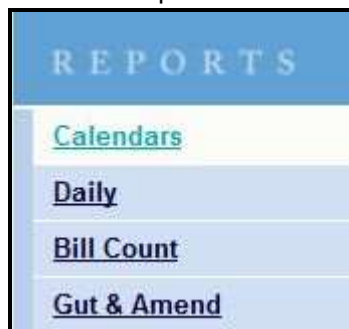 REPORTS
Calendars
Daily
Bill Count
Gut & Amend